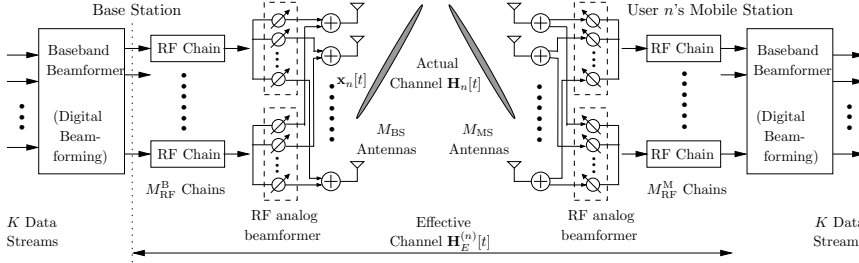 Base Station
User n's Mobile Station
Baseband
Beamformer
(Digital
Beam-
forming)
RF Chain
RF Chain
M_RF^B Chains
x_n[t]
Actual
Channel H_n[t]
M_BS
Antennas
M_MS
Antennas
RF Chain
RF Chain
M_RF^M Chains
Baseband
Beamformer
(Digital
Beam-
forming)
K Data
Streams
RF analog
beamformer
Effective
Channel H_E^(n)[t]
RF analog
beamformer
K Data
Streams